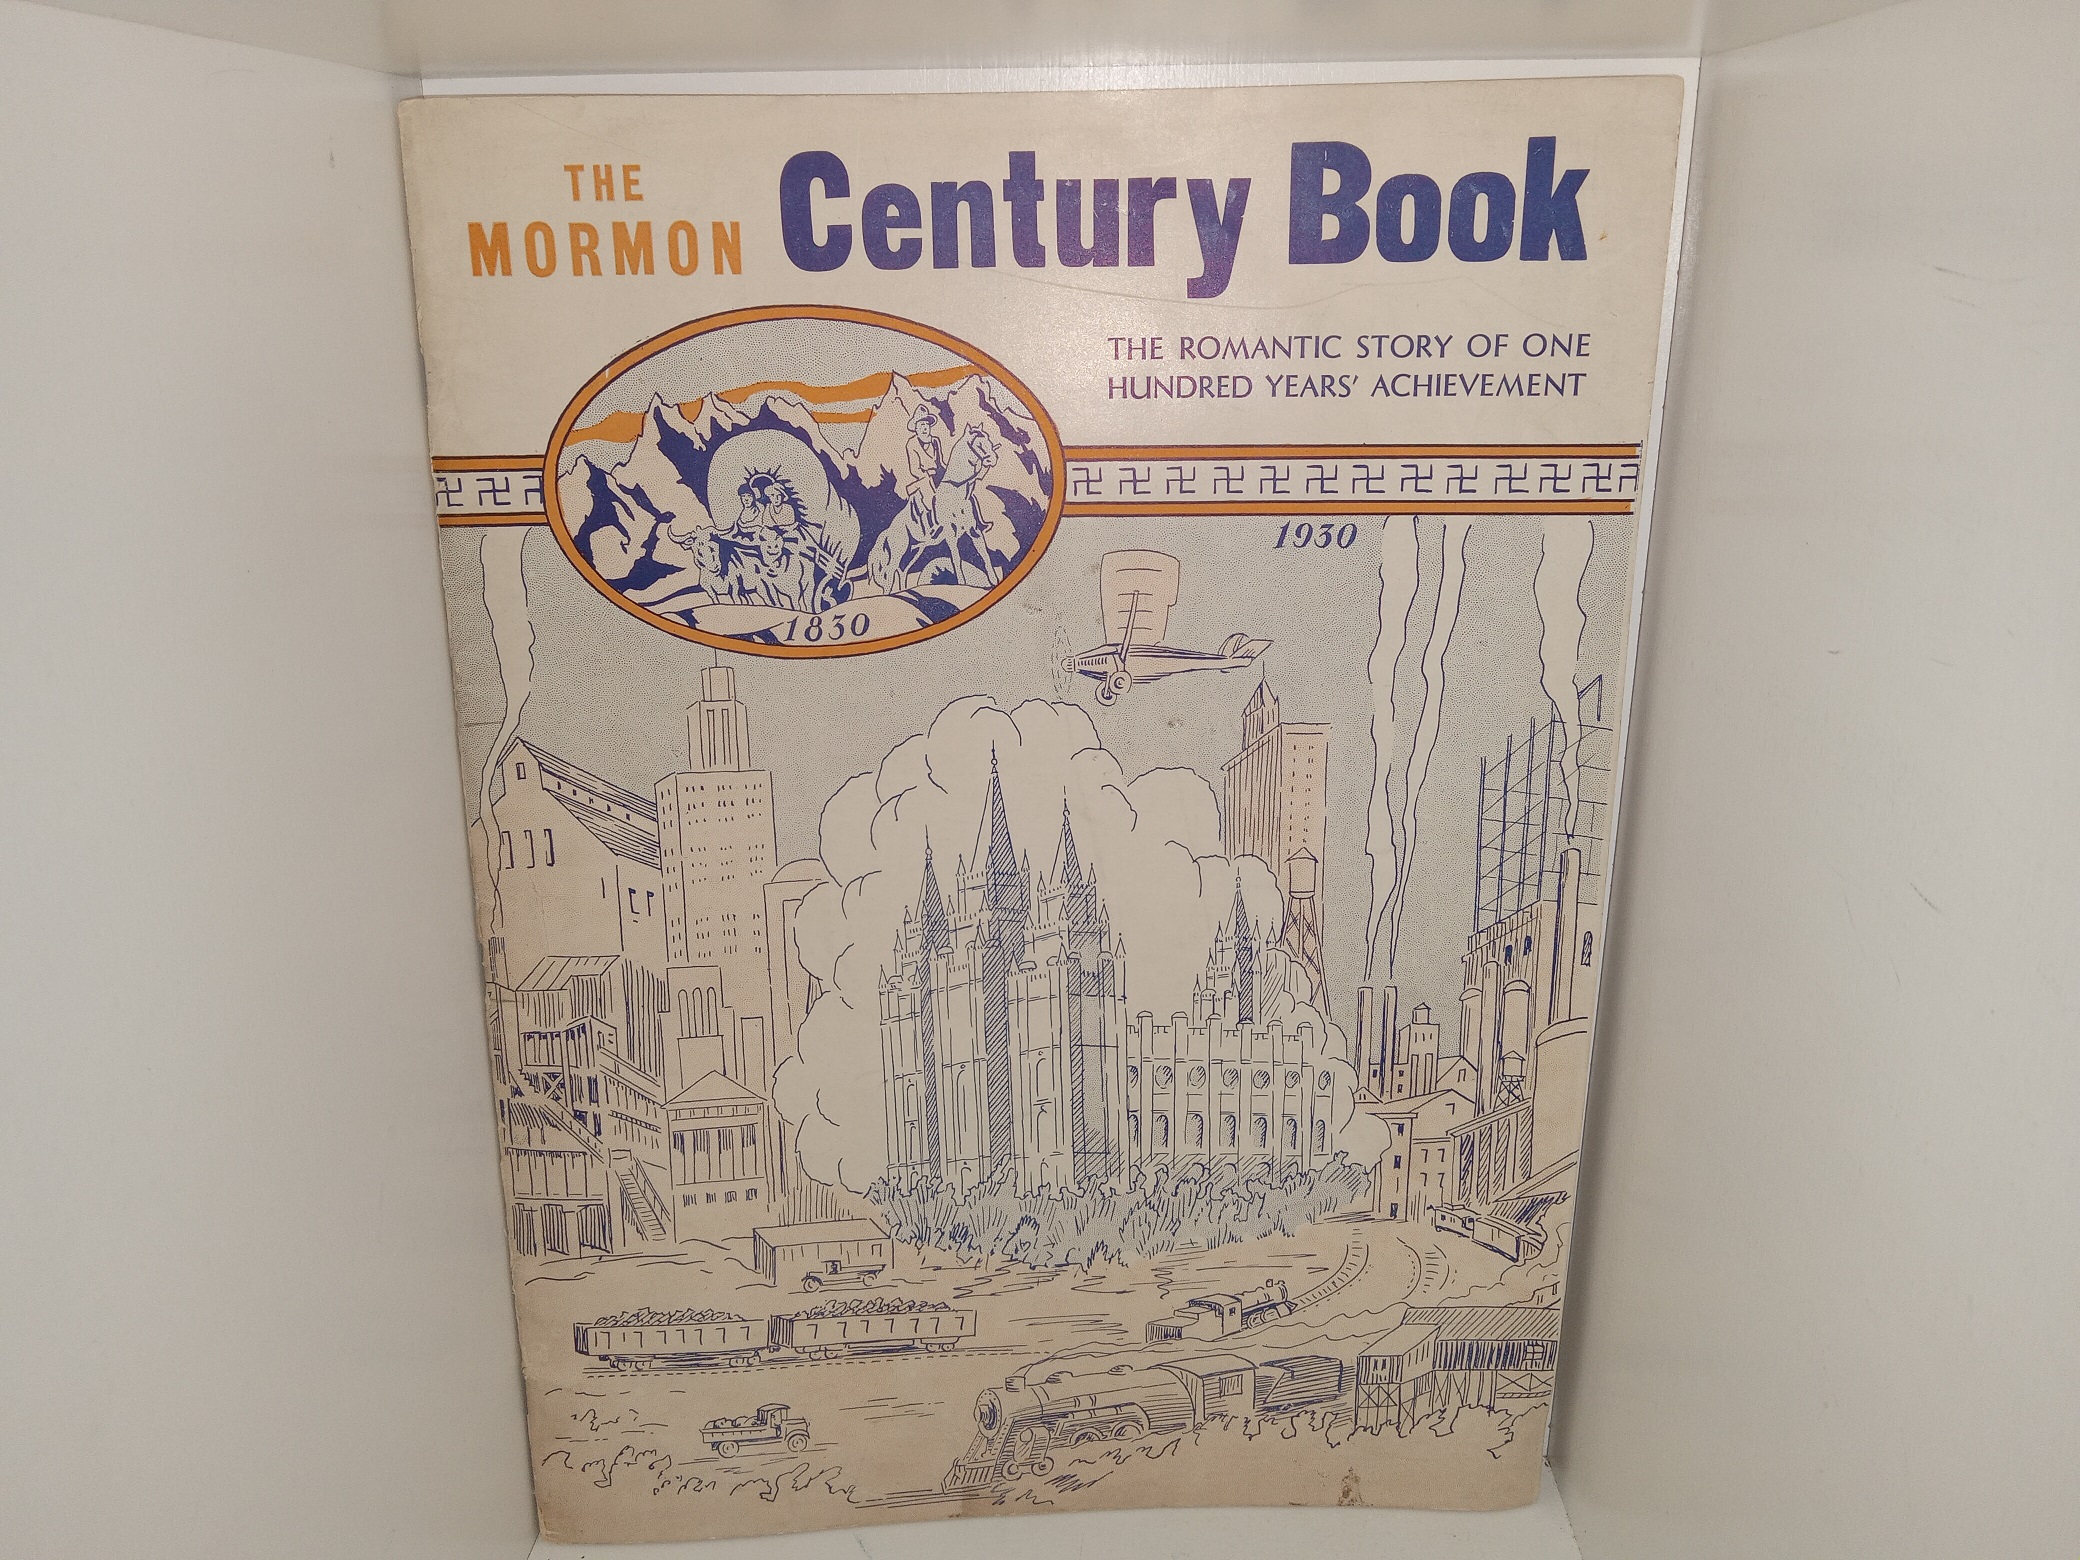 THE
MORMON
Century Book
THE ROMANTIC STORY OF ONE
HUNDRED YEARS' ACHIEVEMENT
1830
1930